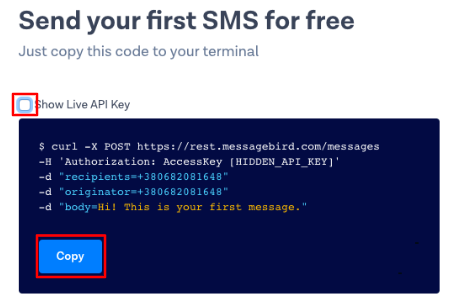 Send your first SMS for free
Just copy this code to your terminal
Show Live API Key
$ curl -X POST https://rest.messagebird.com/messages
-H 'Authorization: AccessKey [HIDDEN_API_KEY]'
-d "recipients=+380682081648"
-d "originator=+380682081648"
-d "body=Hi! This is your first message."
Copy